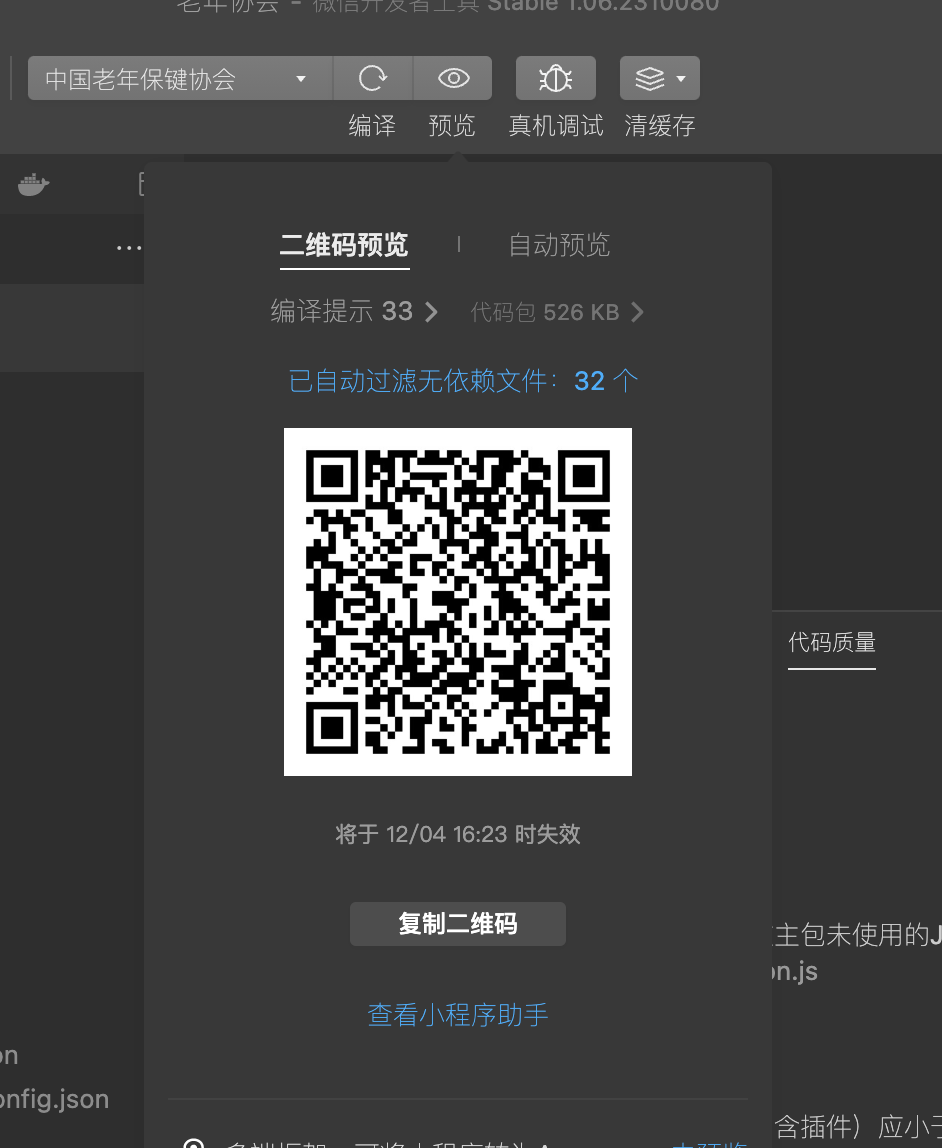 老年协会 - 微信开发者工具 Stable 1.06.2310080
中国老年保键协会
编译 预览 真机调试 清缓存
...
二维码预览 自动预览
编译提示 33 代码包 526 KB
已自动过滤无依赖文件：32 个
代码质量
将于 12/04 16:23 时失效
复制二维码
主包未使用的J
on.js
查看小程序助手
on
onfig.json
含插件）应小于